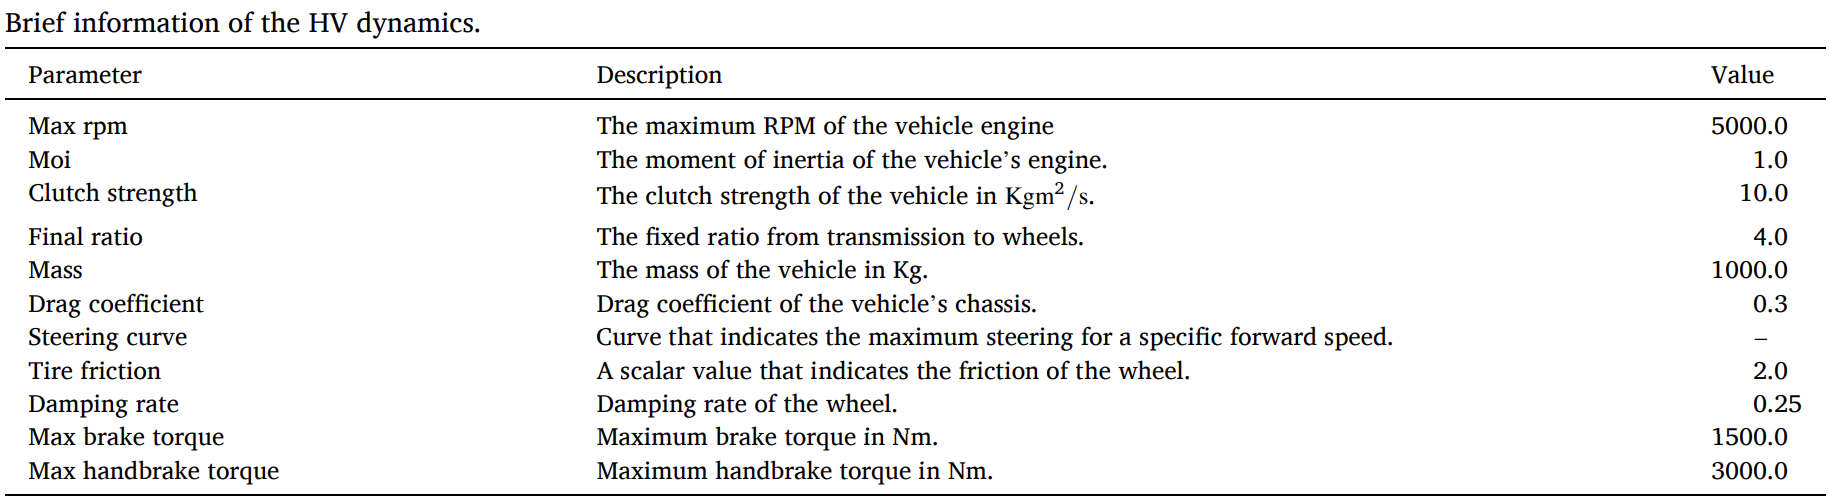 Brief information of the HV dynamics.
Parameter Description Value
Max rpm The maximum RPM of the vehicle engine 5000.0
Moi The moment of inertia of the vehicle’s engine. 1.0
Clutch strength The clutch strength of the vehicle in Kgm²/s. 10.0
Final ratio The fixed ratio from transmission to wheels. 4.0
Mass The mass of the vehicle in Kg. 1000.0
Drag coefficient Drag coefficient of the vehicle’s chassis. 0.3
Steering curve Curve that indicates the maximum steering for a specific forward speed. –
Tire friction A scalar value that indicates the friction of the wheel. 2.0
Damping rate Damping rate of the wheel. 0.25
Max brake torque Maximum brake torque in Nm. 1500.0
Max handbrake torque Maximum handbrake torque in Nm. 3000.0